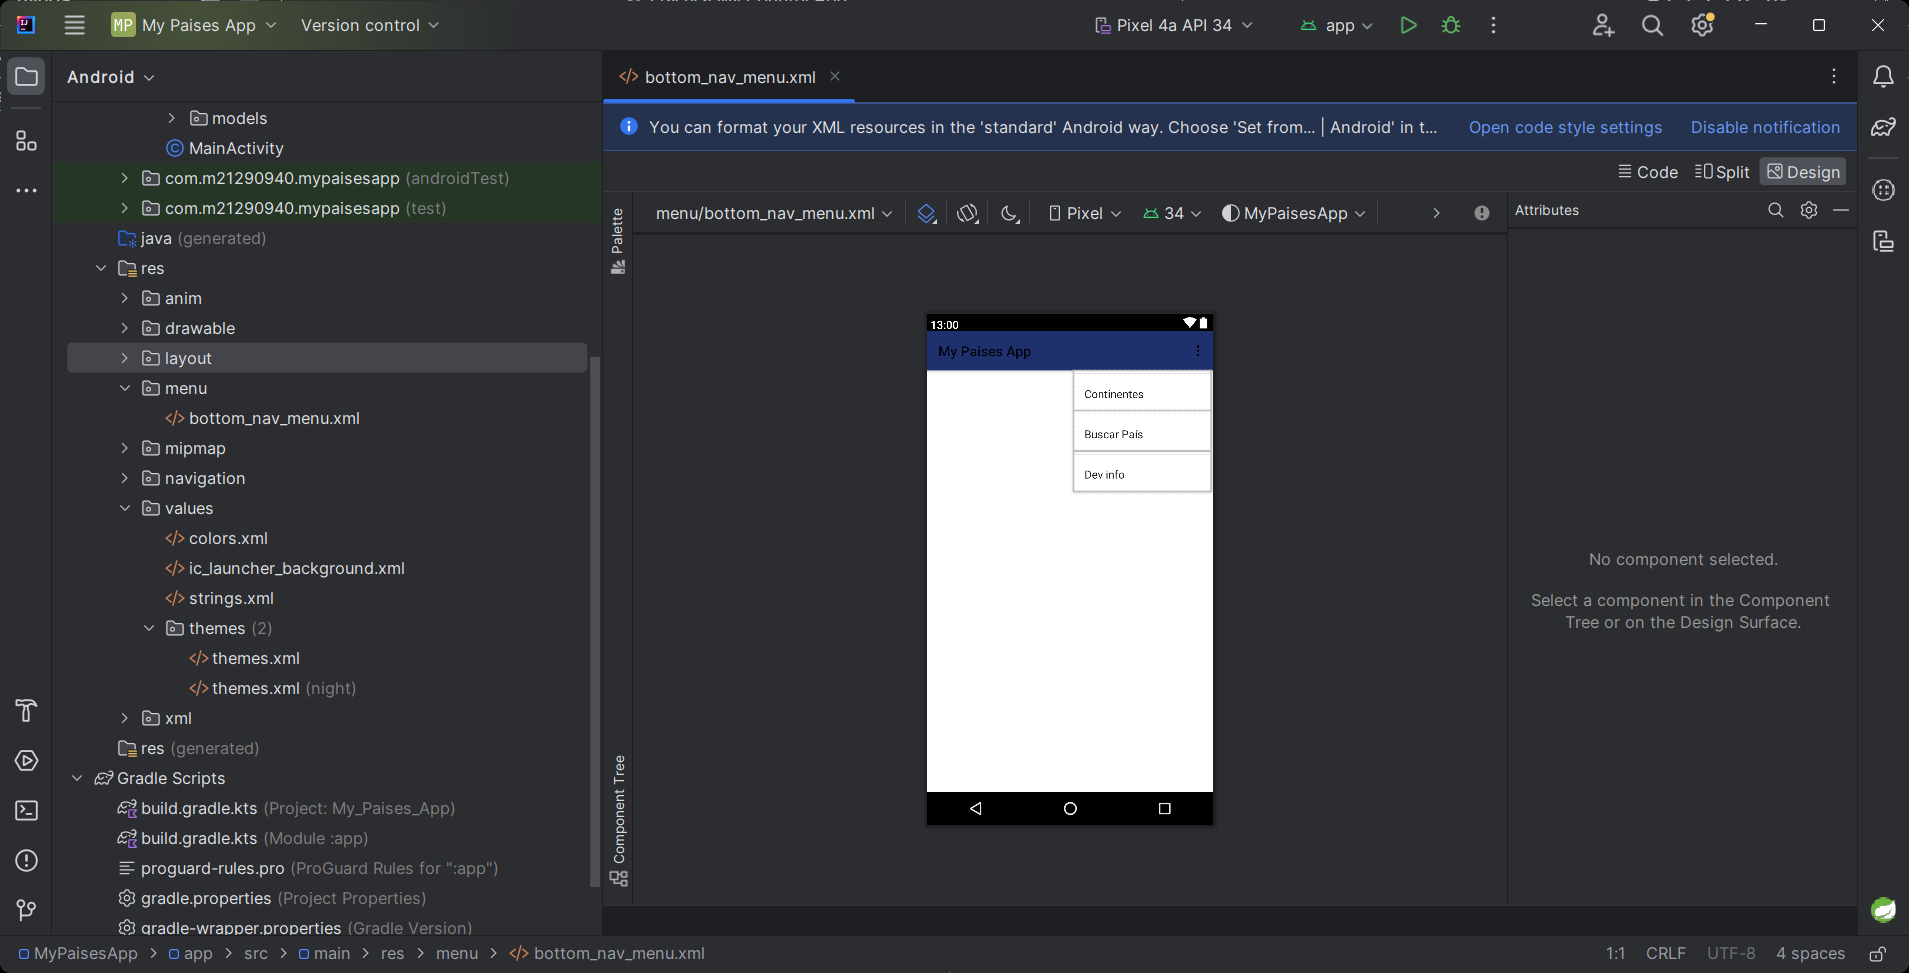 MP My Paises App
Version control
Pixel 4a API 34
app
Android
models
MainActivity
com.m21290940.mypaisesapp (androidTest)
com.m21290940.mypaisesapp (test)
java (generated)
res
anim
drawable
layout
menu
bottom_nav_menu.xml
mipmap
navigation
values
colors.xml
ic_launcher_background.xml
strings.xml
themes (2)
themes.xml
themes.xml (night)
xml
res (generated)
Gradle Scripts
build.gradle.kts (Project: My_Paises_App)
build.gradle.kts (Module :app)
proguard-rules.pro (ProGuard Rules for ":app")
gradle.properties (Project Properties)
gradle-wrapper.properties (Gradle Version)
bottom_nav_menu.xml
You can format your XML resources in the 'standard' Android way. Choose 'Set from... | Android' in t...
Open code style settings
Disable notification
Code
Split
Design
Palette
menu/bottom_nav_menu.xml
Pixel
34
MyPaisesApp
Attributes
13:00
My Paises App
Continentes
Buscar País
Dev info
Component Tree
No component selected.
Select a component in the Component
Tree or on the Design Surface.
MyPaisesApp > app > src > main > res > menu > bottom_nav_menu.xml
1:1
CRLF
UTF-8
4 spaces